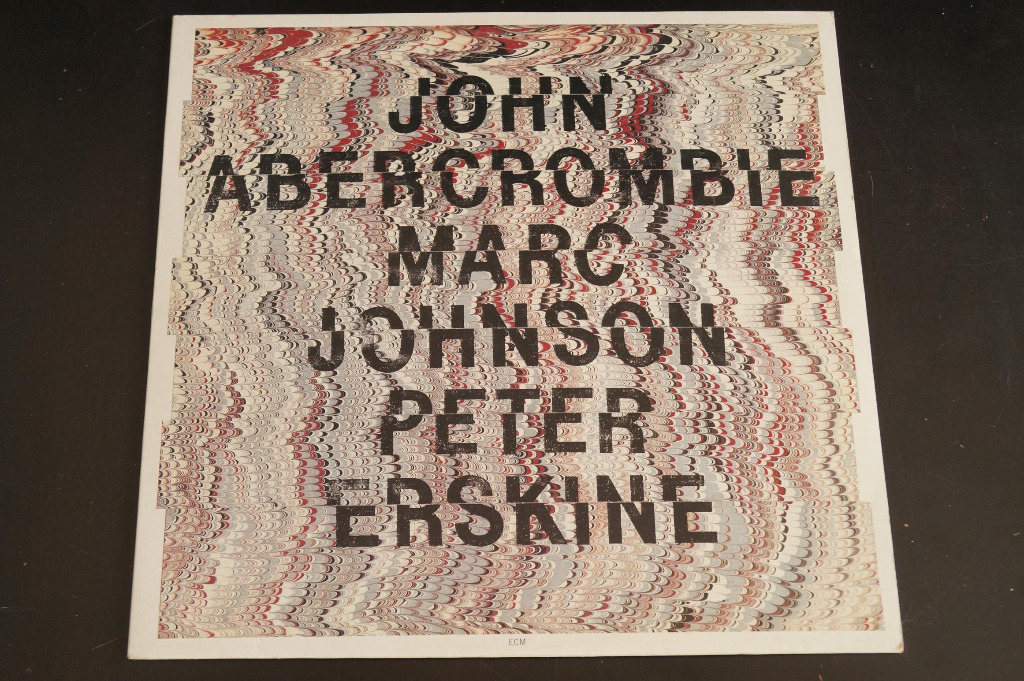 JOHN
ABERCROMBIE
MARC
JOHNSON
PETER
ERSKINE
ECM